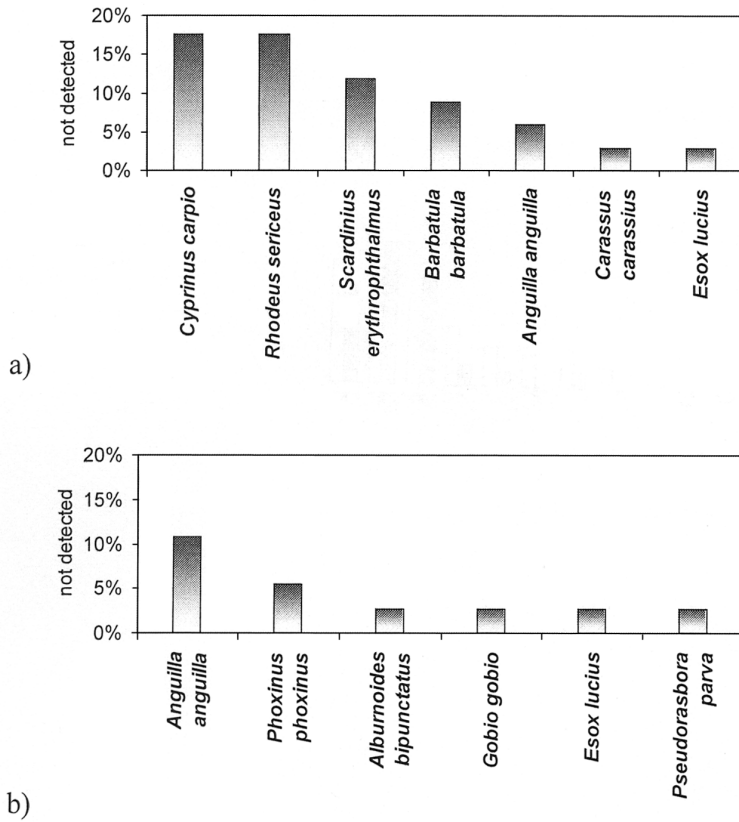 20%
15%
10%
5%
0%
not detected
Cyprinus carpio
Rhodeus sericeus
Scardinius
erythrophthalmus
Barbatula
barbatula
Anguilla anguilla
Carassus
carassius
Esox lucius
a)
20%
15%
10%
5%
0%
not detected
Anguilla
anguilla
Phoxinus
phoxinus
Alburnoides
bipunctatus
Gobio gobio
Esox lucius
Pseudorasbora
parva
b)